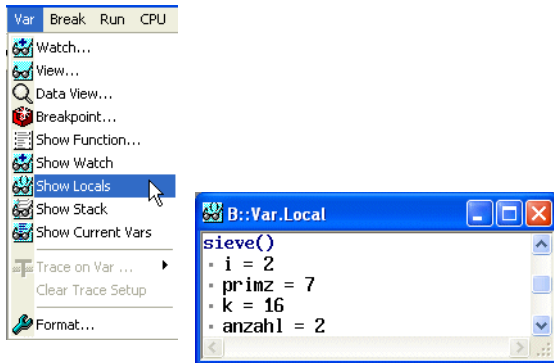 Var Break Run CPU
Watch...
View...
Data View...
Breakpoint...
Show Function...
Show Watch
Show Locals
Show Stack
Show Current Vars
Trace on Var ...
Clear Trace Setup
Format...
B::Var.Local
sieve()
i = 2
primz = 7
k = 16
anzahl = 2